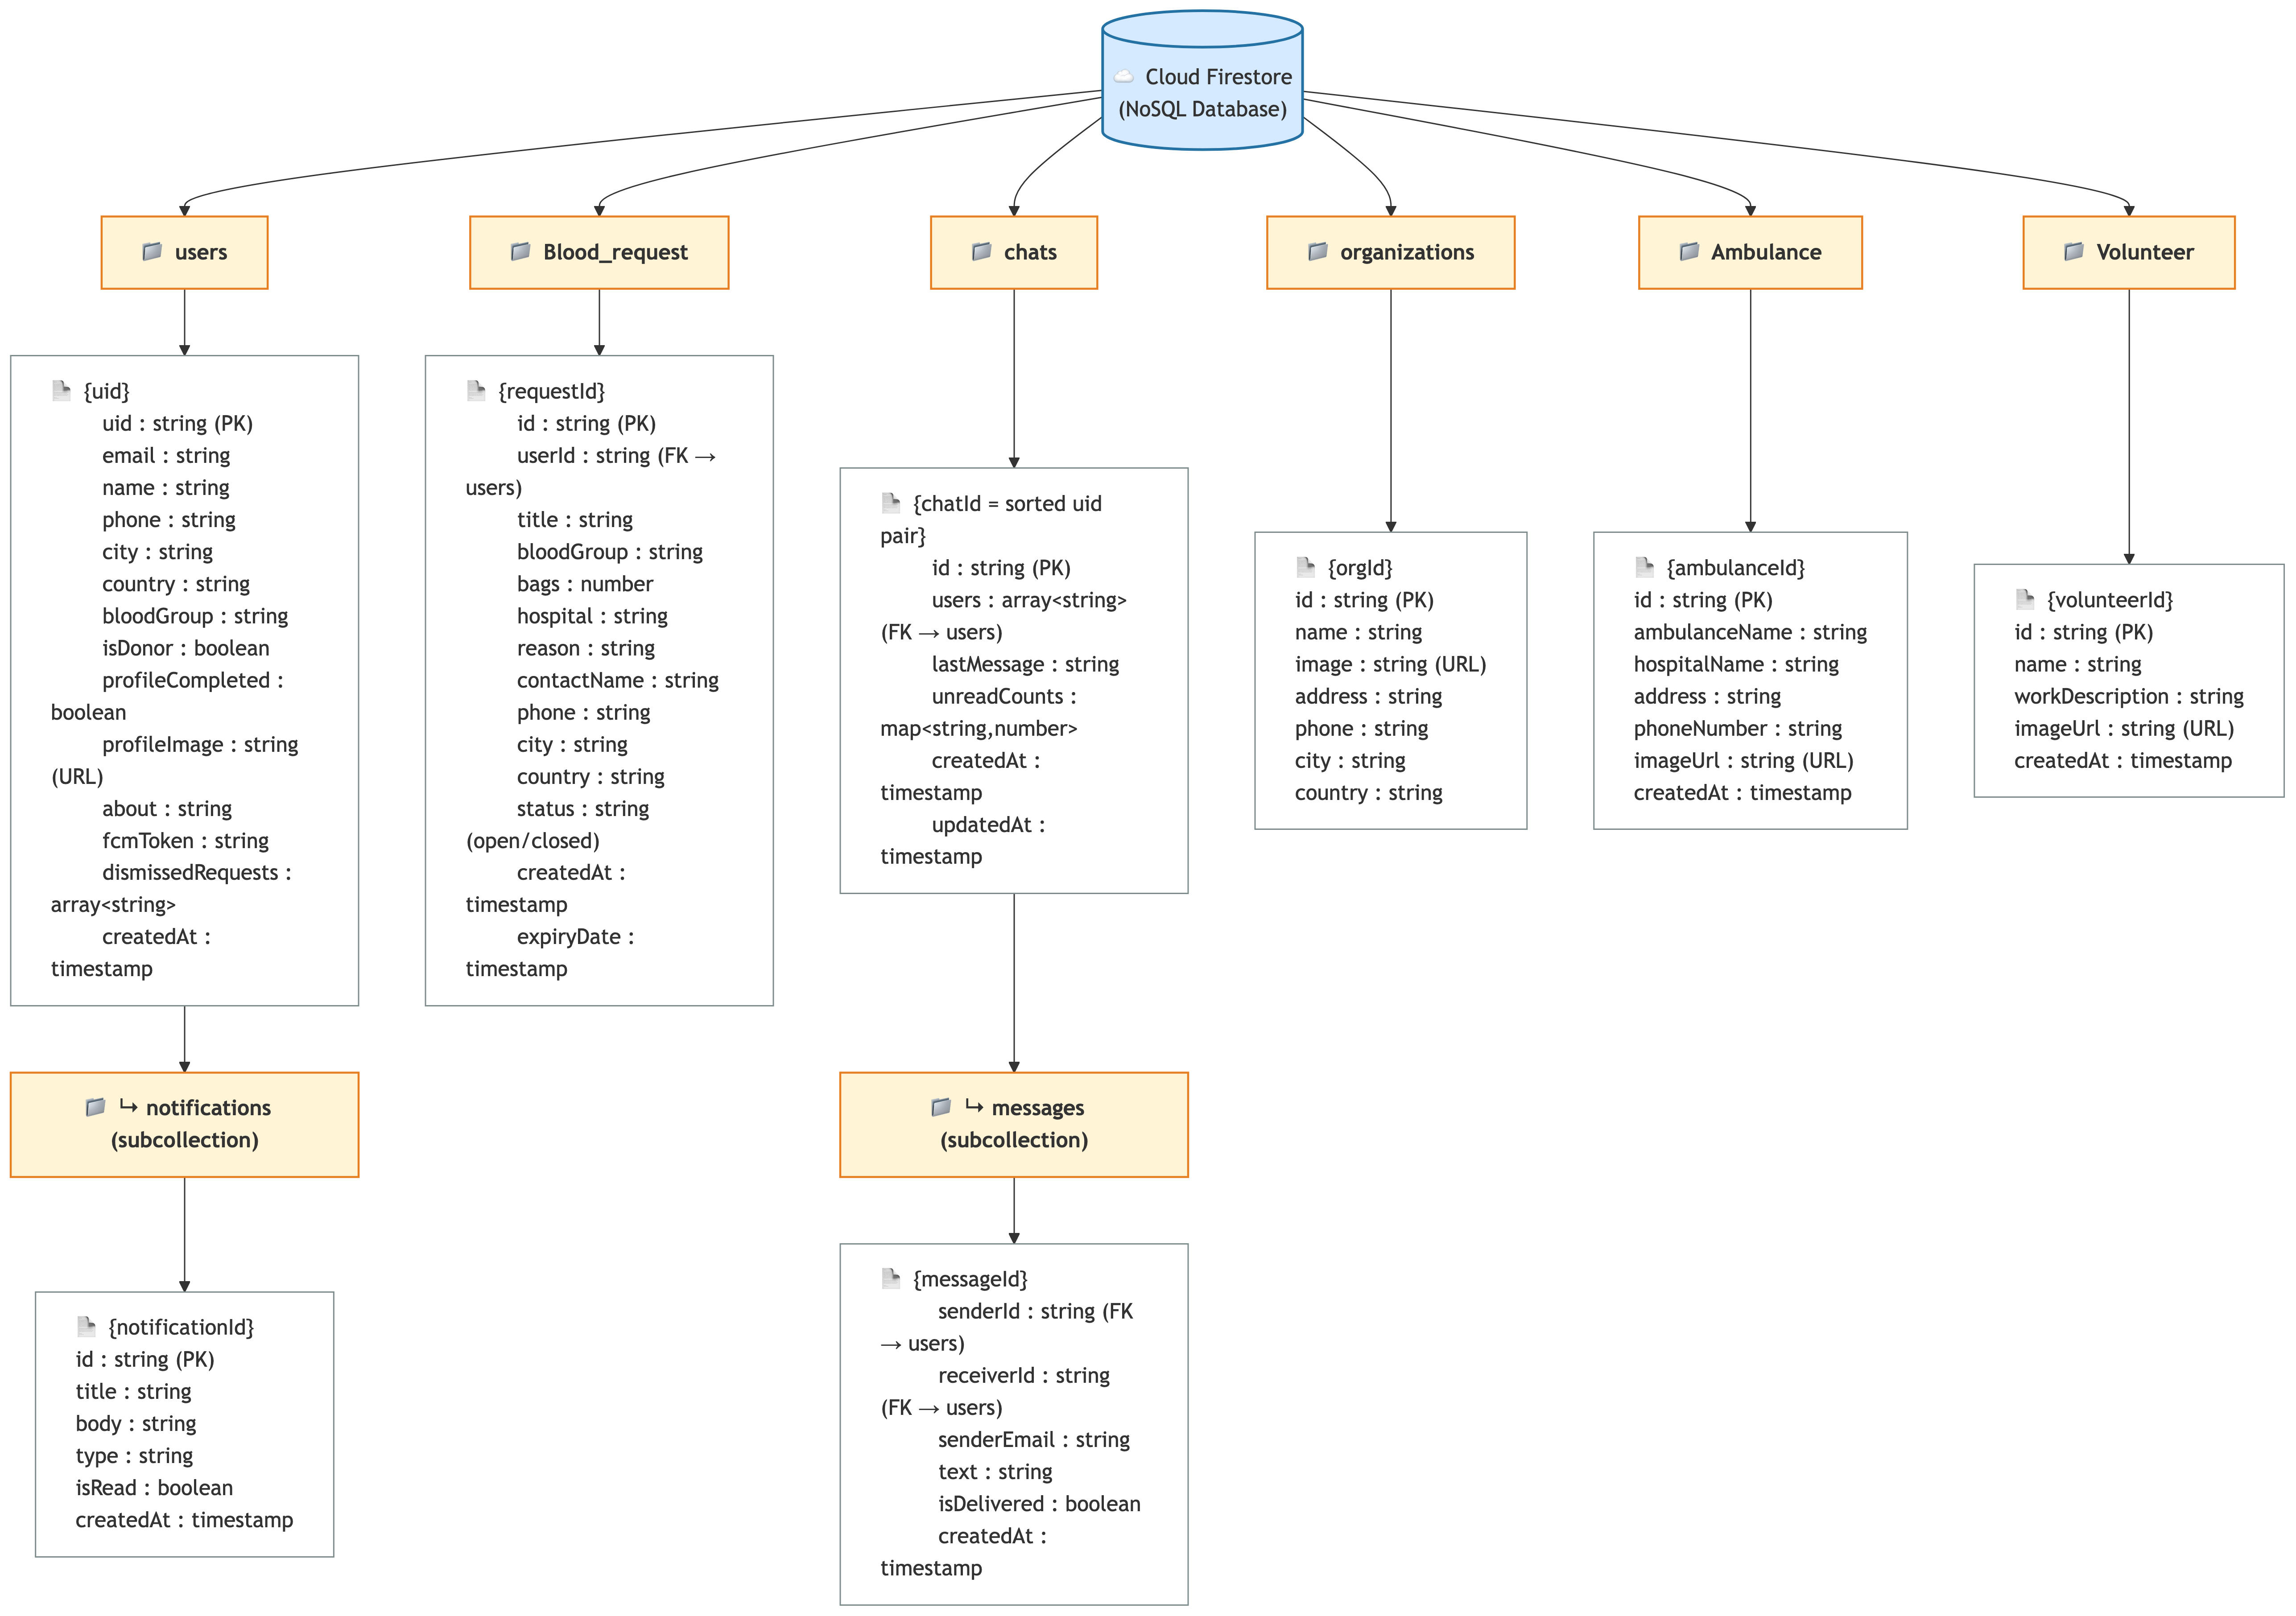 ☁️ Cloud Firestore
(NoSQL Database)
📁 users
📁 Blood_request
📁 chats
📁 organizations
📁 Ambulance
📁 Volunteer
📄 {uid}
uid : string (PK)
email : string
name : string
phone : string
city : string
country : string
bloodGroup : string
isDonor : boolean
profileCompleted :
boolean
profileImage : string
(URL)
about : string
fcmToken : string
dismissedRequests :
array<string>
createdAt :
timestamp
📄 {requestId}
id : string (PK)
userId : string (FK →
users)
title : string
bloodGroup : string
bags : number
hospital : string
reason : string
contactName : string
phone : string
city : string
country : string
status : string
(open/closed)
createdAt :
timestamp
expiryDate :
timestamp
📄 {chatId = sorted uid
pair}
id : string (PK)
users : array<string>
(FK → users)
lastMessage : string
unreadCounts :
map<string,number>
createdAt :
timestamp
updatedAt :
timestamp
📄 {orgId}
id : string (PK)
name : string
image : string (URL)
address : string
phone : string
city : string
country : string
📄 {ambulanceId}
id : string (PK)
ambulanceName : string
hospitalName : string
address : string
phoneNumber : string
imageUrl : string (URL)
createdAt : timestamp
📄 {volunteerId}
id : string (PK)
name : string
workDescription : string
imageUrl : string (URL)
createdAt : timestamp
📁 ↳ notifications
(subcollection)
📁 ↳ messages
(subcollection)
📄 {notificationId}
id : string (PK)
title : string
body : string
type : string
isRead : boolean
createdAt : timestamp
📄 {messageId}
senderId : string (FK
→ users)
receiverId : string
(FK → users)
senderEmail : string
text : string
isDelivered : boolean
createdAt :
timestamp